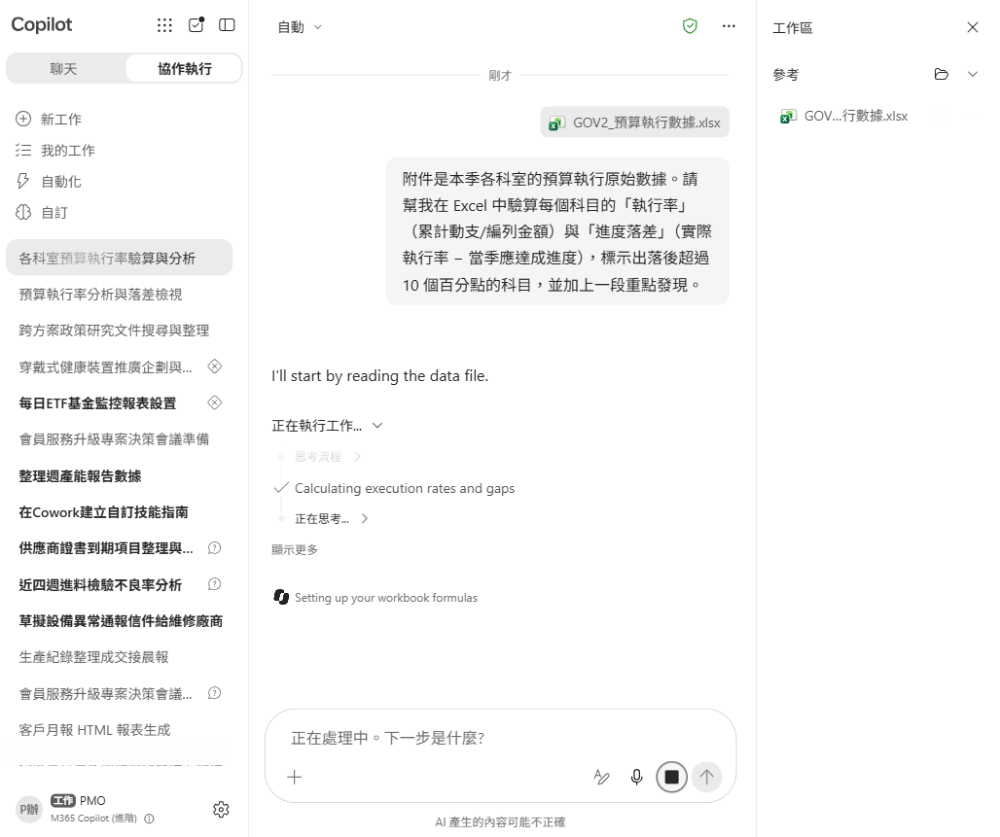 Copilot
聊天
協作執行
新工作
我的工作
自動化
自訂
各科室預算執行率驗算與分析
預算執行率分析與落差檢視
跨方案政策研究文件搜尋與整理
穿戴式健康裝置推廣企劃與...
每日ETF基金監控報表設置
會員服務升級專案決策會議準備
整理週產能報告數據
在Cowork建立自訂技能指南
供應商證書到期項目整理與...
近四週進料檢驗不良率分析
草擬設備異常通報信件給維修廠商
生產紀錄整理成交接晨報
會員服務升級專案決策會議...
客戶月報 HTML 報表生成
P辦
工作 PMO
M365 Copilot (進階)
自動
剛才
GOV2_預算執行數據.xlsx
附件是本季各科室的預算執行原始數據。請
幫我在 Excel 中驗算每個科目的「執行率」
（累計動支/編列金額）與「進度落差」（實際
執行率 − 當季應達成進度），標示出落後超過
10 個百分點的科目，並加上一段重點發現。
I'll start by reading the data file.
正在執行工作...
思考流程
Calculating execution rates and gaps
正在思考...
顯示更多
Setting up your workbook formulas
正在處理中。下一步是什麼?
AI 產生的內容可能不正確
工作區
參考
GOV...行數據.xlsx